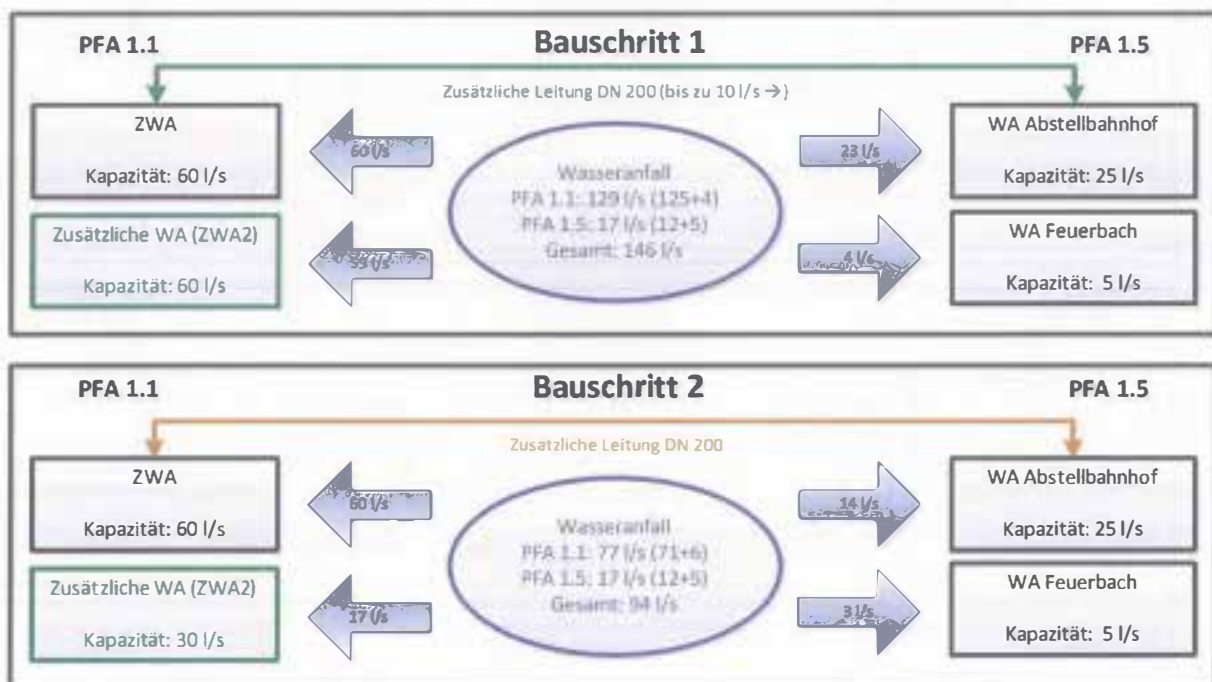 PFA 1.1
Bauschritt 1
PFA 1.5
Zusätzliche Leitung DN 200 (bis zu 10 l/s →)
ZWA
Kapazität: 60 l/s
Zusätzliche WA (ZWA2)
Kapazität: 60 l/s
60 l/s
59 l/s
Wasseranfall
PFA 1.1: 129 l/s (125+4)
PFA 1.5: 17 l/s (12+5)
Gesamt: 146 l/s
23 l/s
4 l/s
WA Abstellbahnhof
Kapazität: 25 l/s
WA Feuerbach
Kapazität: 5 l/s
PFA 1.1
Bauschritt 2
PFA 1.5
Zusätzliche Leitung DN 200
ZWA
Kapazität: 60 l/s
Zusätzliche WA (ZWA2)
Kapazität: 30 l/s
60 l/s
17 l/s
Wasseranfall
PFA 1.1: 77 l/s (71+6)
PFA 1.5: 17 l/s (12+5)
Gesamt: 94 l/s
14 l/s
3 l/s
WA Abstellbahnhof
Kapazität: 25 l/s
WA Feuerbach
Kapazität: 5 l/s